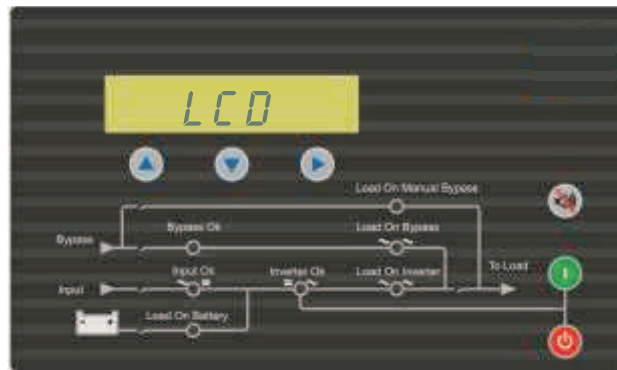 LCD
Load On Manual Bypass
Bypass
Bypass Ok
Load On Bypass
Input
Input Ok
Inverter Ok
Load On Inverter
To Load
Load On Battery